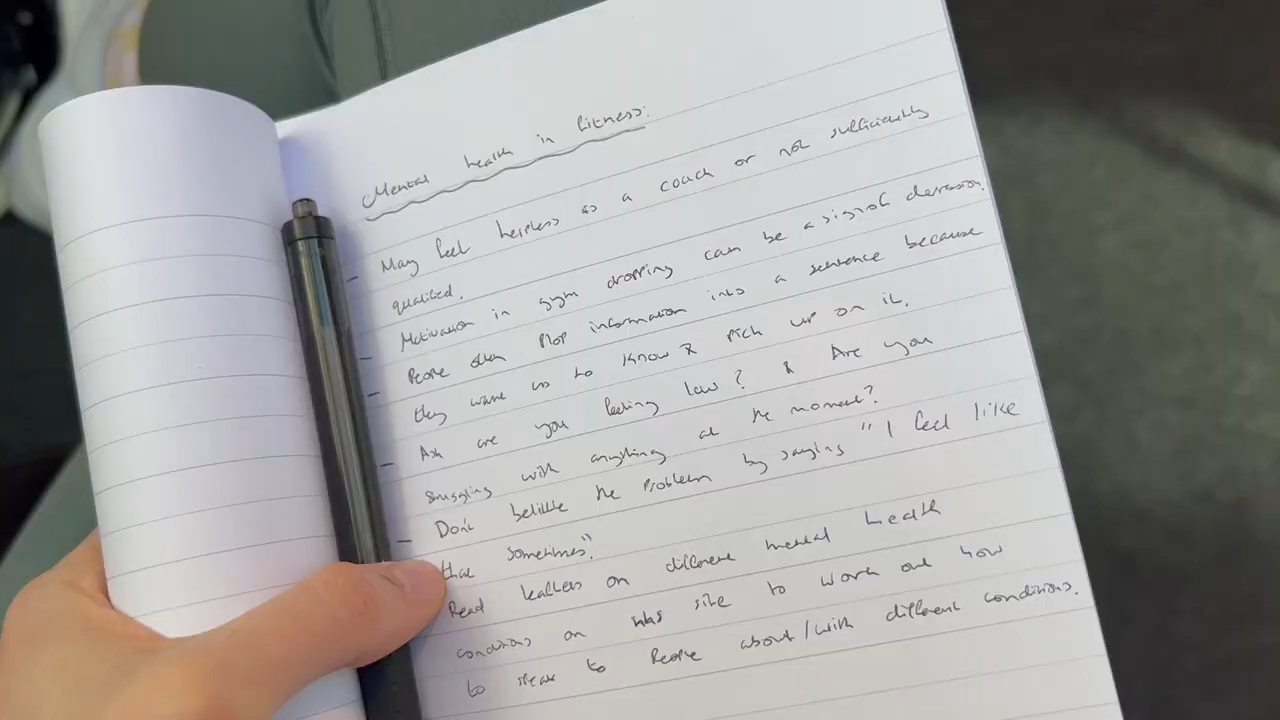 Mental health in fitness:
- May feel helpless as a coach or not sufficiently
qualified.
- Motivation in gym dropping can be a sign of depression.
- People often plop information into a sentence because
they want us to know & pick up on it.
- Ask are you feeling low? & Are you
struggling with anything at the moment?
- Don't belittle the problem by saying "I feel like
that sometimes".
Read leaflets on different mental health
conditions on nhs site to work out how
to speak to people about/with different conditions.